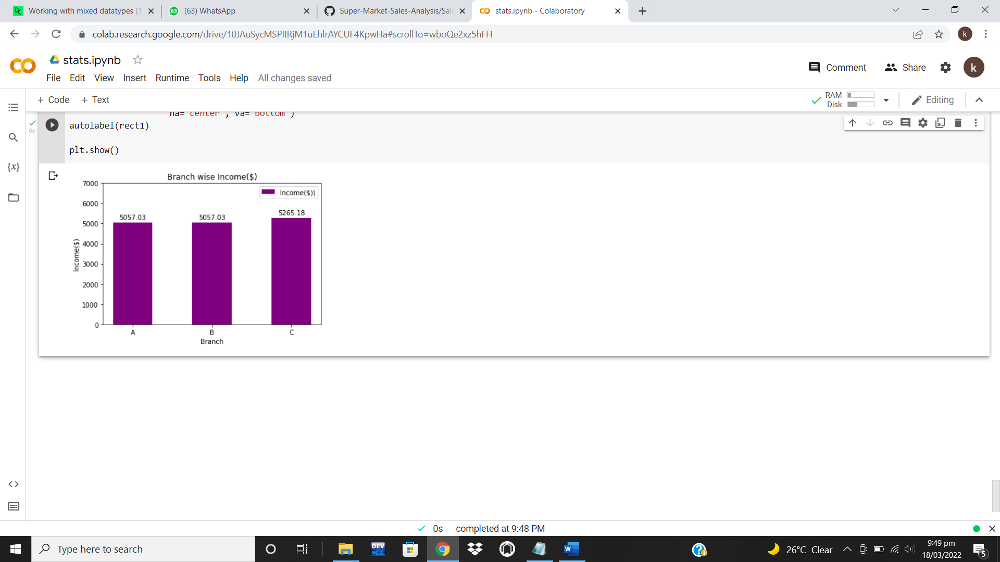 Working with mixed datatypes (1
(63) WhatsApp
Super-Market-Sales-Analysis/Sal
stats.ipynb - Colaboratory
colab.research.google.com/drive/10JAuSycMSPIIRjM1uEhlrAYCUF4KpwHa#scrollTo=wboQe2xz5hFH
k
stats.ipynb
Comment
Share
k
File Edit View Insert Runtime Tools Help All changes saved
+ Code + Text
RAM
Disk
Editing
ha='center', va='bottom')
0s
autolabel(rect1)
plt.show()
{x}
Branch wise Income($)
Income($))
7000
6000
5000
4000
3000
2000
1000
0
Income($)
5057.03
5057.03
5265.18
A
B
C
Branch
0s completed at 9:48 PM
Type here to search
DEV
C++
W
26°C Clear
9:49 pm
18/03/2022
5